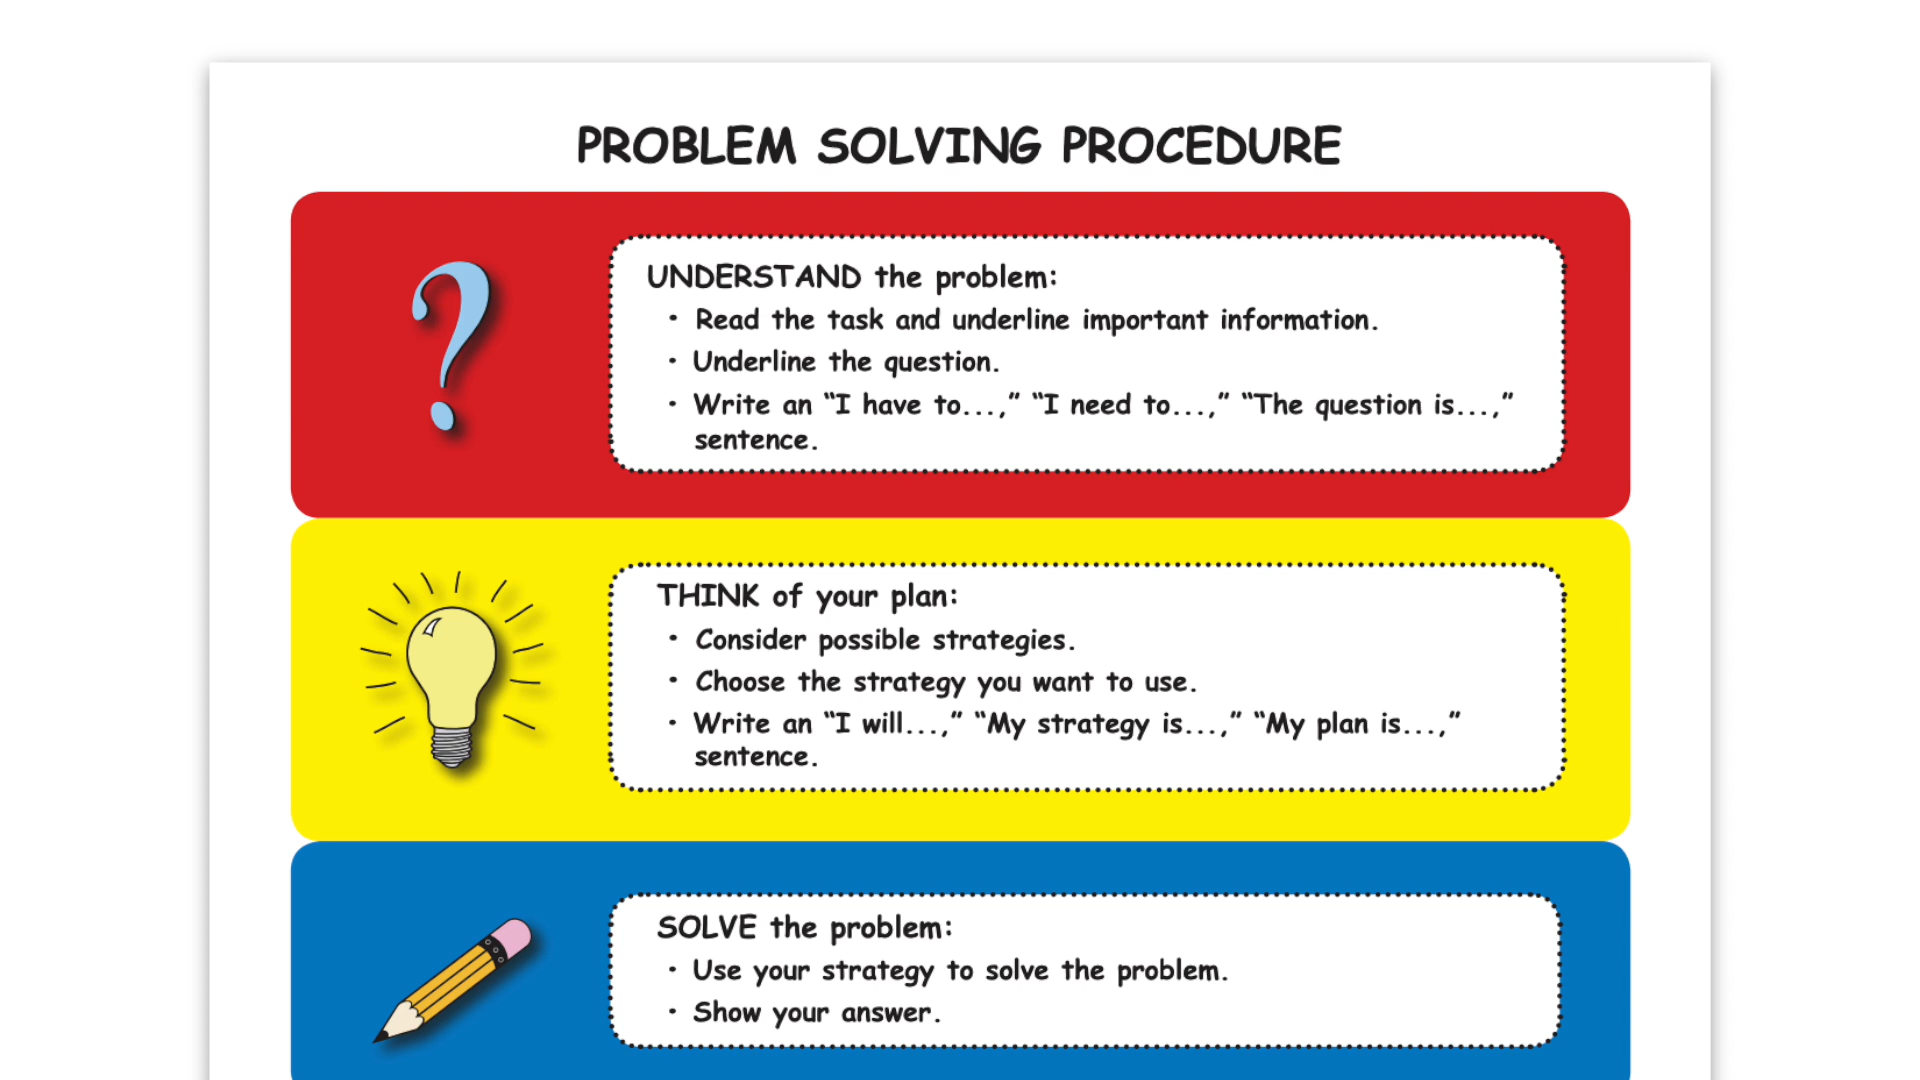 PROBLEM SOLVING PROCEDURE
UNDERSTAND the problem:
• Read the task and underline important information.
• Underline the question.
• Write an “I have to...,” “I need to...,” “The question is...,”
sentence.
THINK of your plan:
• Consider possible strategies.
• Choose the strategy you want to use.
• Write an “I will...,” “My strategy is...,” “My plan is...,”
sentence.
SOLVE the problem:
• Use your strategy to solve the problem.
• Show your answer.